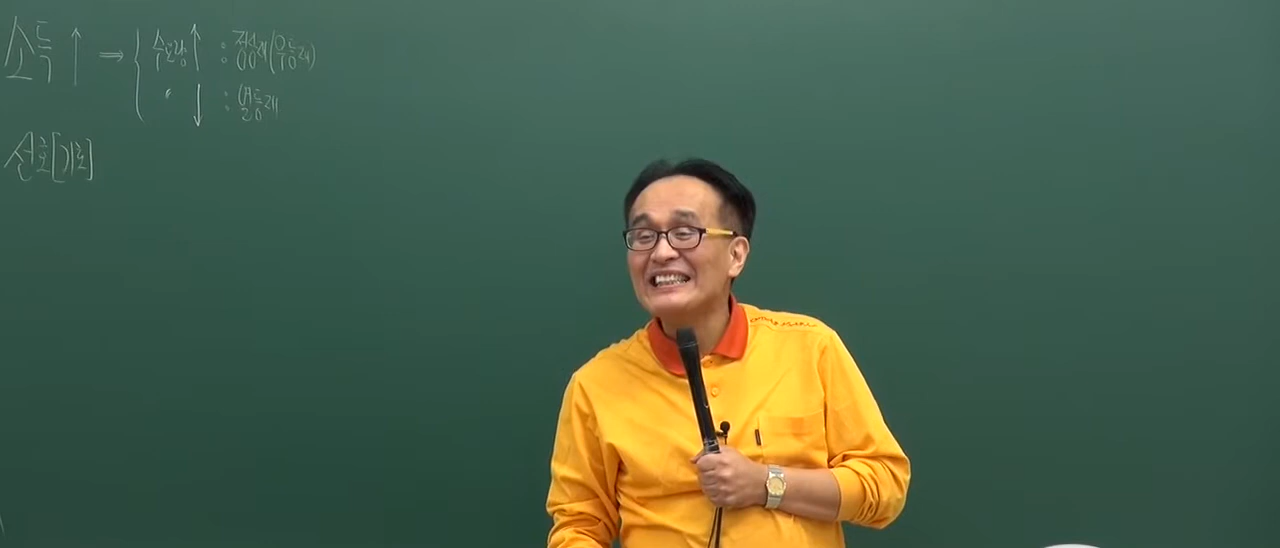 소득 ↑ ⇒ { 수요량 ↑ : 정상재(우등재)
〃 ↓ : 열등재
선호[기호]